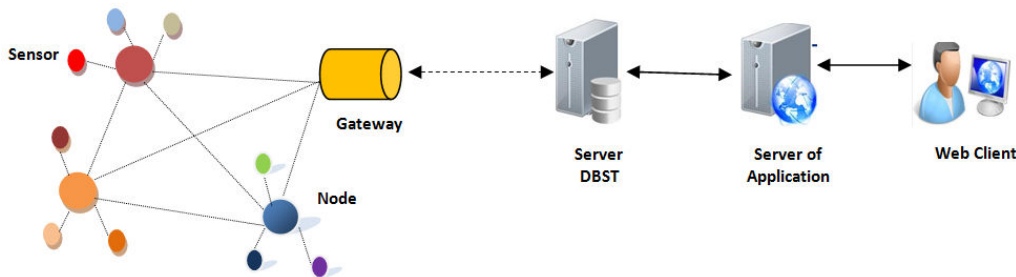 Sensor
Gateway
Node
Server
DBST
Server of
Application
Web Client